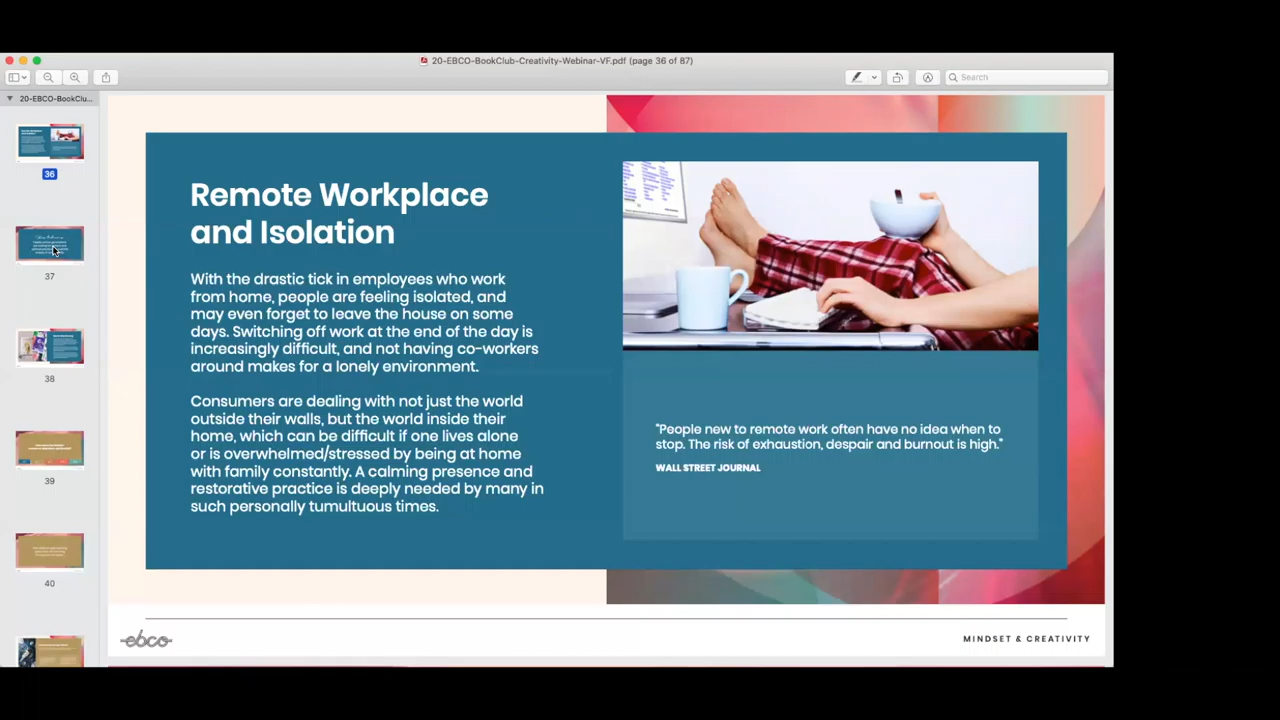 20-EBCO-BookClub-Creativity-Webinar-VF.pdf (page 36 of 87)
Search
20-EBCO-BookClu...
36
37
38
39
40
Remote Workplace
and Isolation
With the drastic tick in employees who work
from home, people are feeling isolated, and
may even forget to leave the house on some
days. Switching off work at the end of the day is
increasingly difficult, and not having co-workers
around makes for a lonely environment.
Consumers are dealing with not just the world
outside their walls, but the world inside their
home, which can be difficult if one lives alone
or is overwhelmed/stressed by being at home
with family constantly. A calming presence and
restorative practice is deeply needed by many in
such personally tumultuous times.
"People new to remote work often have no idea when to
stop. The risk of exhaustion, despair and burnout is high."
WALL STREET JOURNAL
ebco
MINDSET & CREATIVITY